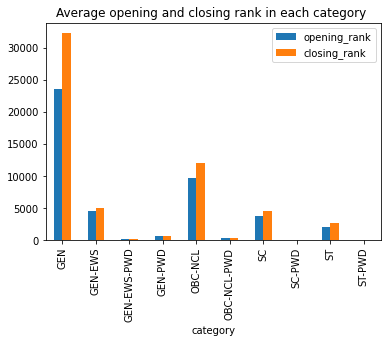 Average opening and closing rank in each category
opening_rank
closing_rank
30000
25000
20000
15000
10000
5000
0
GEN
GEN-EWS
GEN-EWS-PWD
GEN-PWD
OBC-NCL
OBC-NCL-PWD
SC
SC-PWD
ST
ST-PWD
category